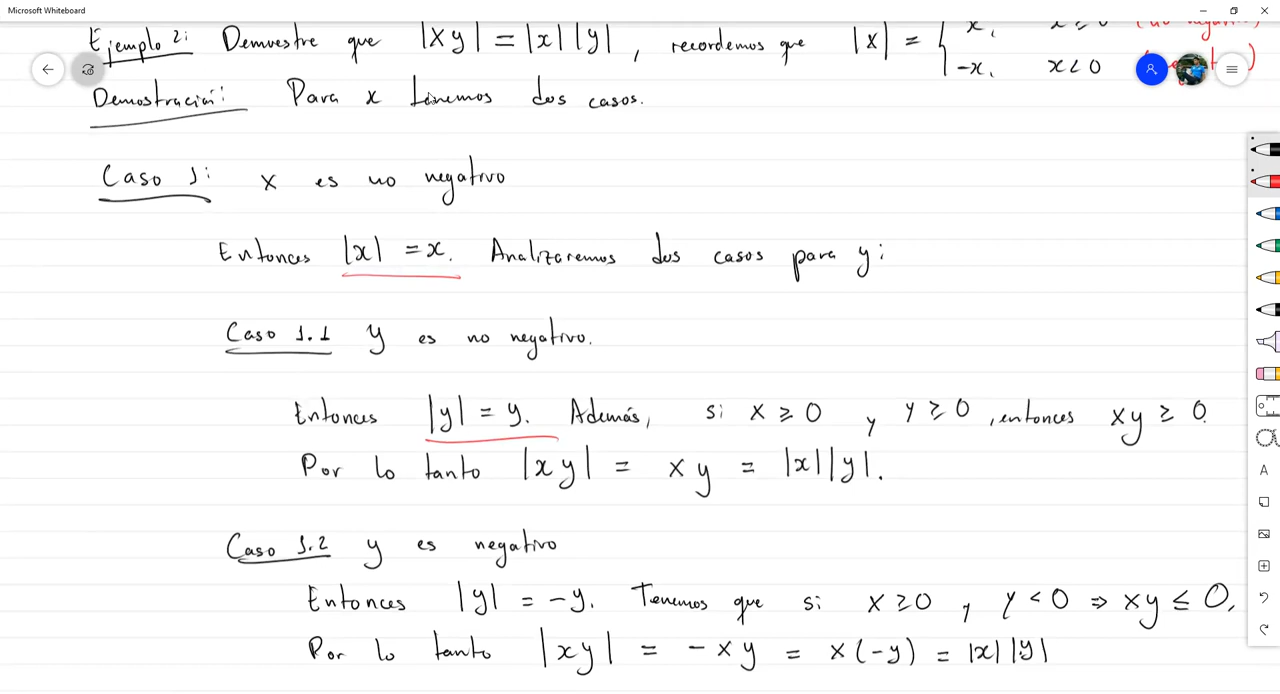 Microsoft Whiteboard
Ejemplo 2: Demuestre que |xy| = |x||y|, recordemos que |x| = { x, x ≥ 0
-x, x < 0
Demostración: Para x tenemos dos casos.
Caso 1: x es no negativo
Entonces |x| = x. Analizaremos dos casos para y:
Caso 1.1 y es no negativo.
Entonces |y| = y. Además, si x ≥ 0 y y ≥ 0, entonces xy ≥ 0.
Por lo tanto |xy| = xy = |x||y|.
Caso 1.2 y es negativo
Entonces |y| = -y. Tenemos que si x ≥ 0 y y < 0 ⇒ xy ≤ 0,
Por lo tanto |xy| = -xy = x(-y) = |x||y|